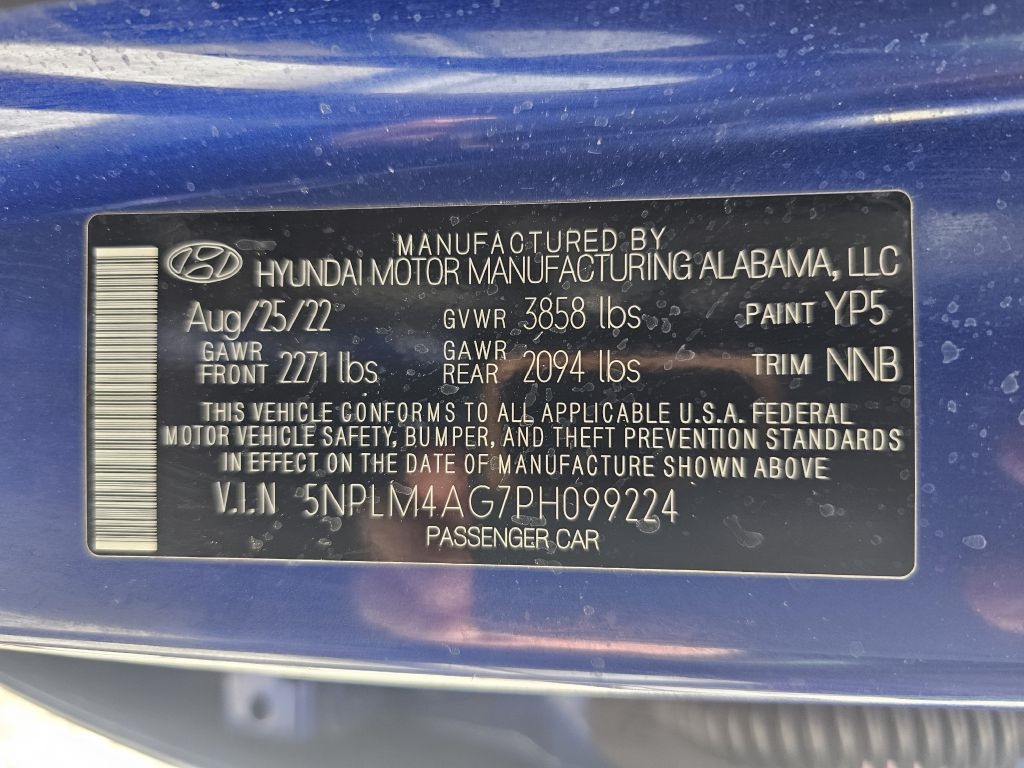 MANUFACTURED BY
HYUNDAI MOTOR MANUFACTURING ALABAMA, LLC
Aug/25/22 GVWR 3858 lbs PAINT YP5
GAWR FRONT 2271 lbs GAWR REAR 2094 lbs TRIM NNB
THIS VEHICLE CONFORMS TO ALL APPLICABLE U.S.A. FEDERAL
MOTOR VEHICLE SAFETY, BUMPER, AND THEFT PREVENTION STANDARDS
IN EFFECT ON THE DATE OF MANUFACTURE SHOWN ABOVE
V.I.N 5NPLM4AG7PH099224
PASSENGER CAR